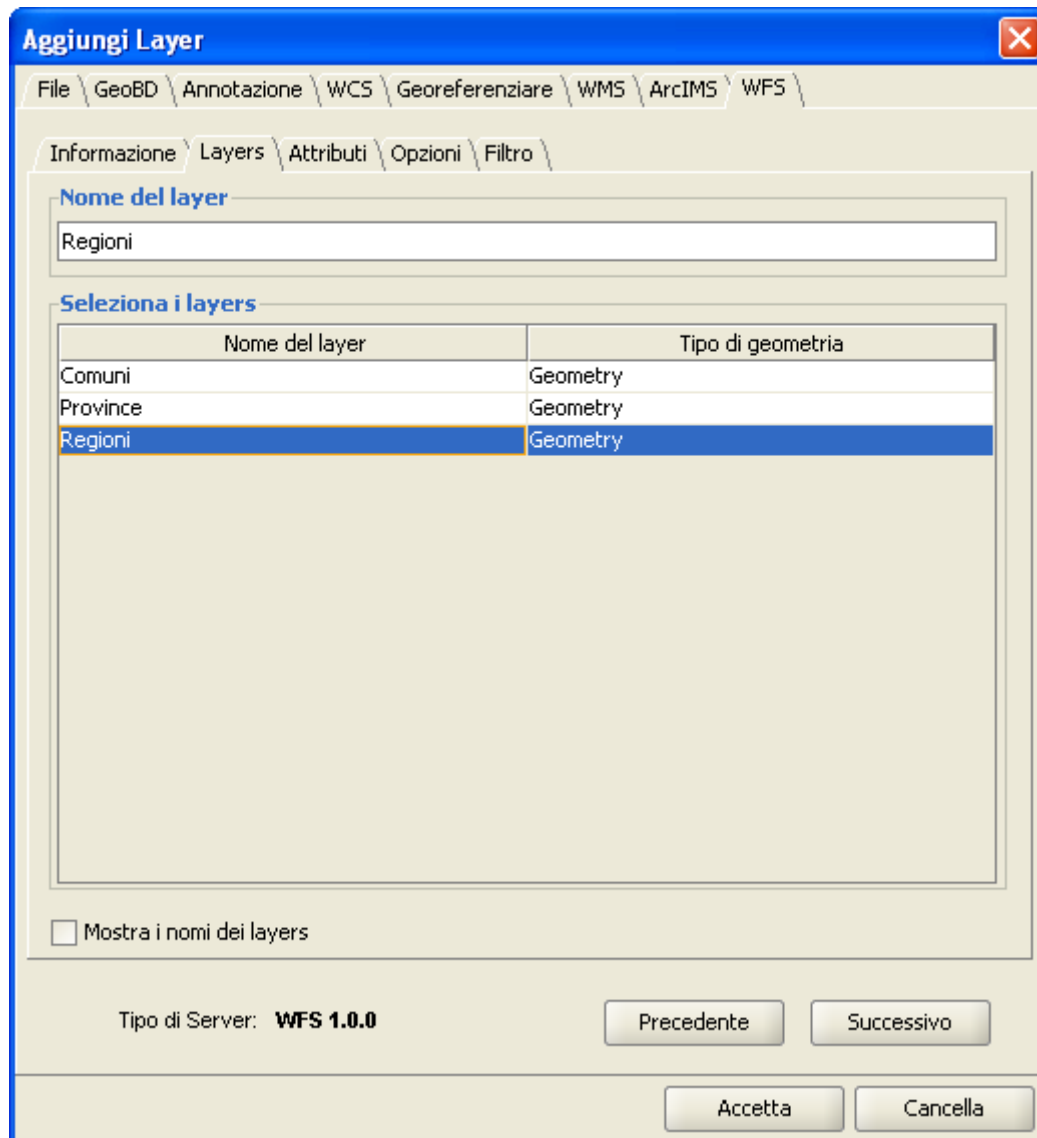 Aggiungi Layer
File GeoBD Annotazione WCS Georeferenziare WMS ArcIMS WFS
Informazione Layers Attributi Opzioni Filtro
Nome del layer
Regioni
Seleziona i layers
Nome del layer Tipo di geometria
Comuni Geometry
Province Geometry
Regioni Geometry
Mostra i nomi dei layers
Tipo di Server: WFS 1.0.0 Precedente Successivo
Accetta Cancella